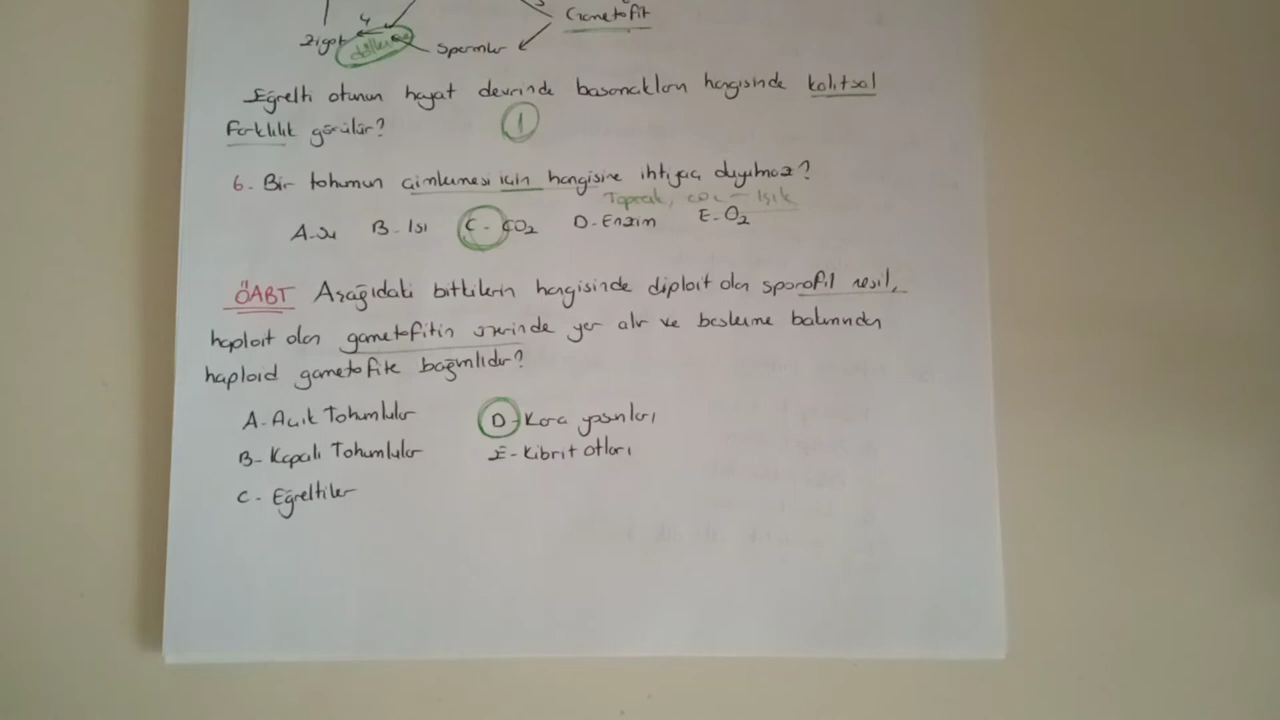 4
Gametofit
Zigot döllenme Spermler
Eğrelti otunun hayat devrinde basamakların hangisinde kalıtsal
farklılık görülür? 1
6- Bir tohumun çimlenmesi için hangisine ihtiyaç duyulmaz?
Toprak, CO2 - Işık
A- Su B- Isı C- CO2 D- Enzim E- O2
ÖABT Aşağıdaki bitkilerin hangisinde diploit olan sporofit nesil,
haploit olan gametofitin üzerinde yer alır ve beslenme bakımından
haploid gametofite bağımlıdır?
A- Açık Tohumlular D- Kara yosunları
B- Kapalı Tohumlular E- Kibrit otları
C- Eğreltiler